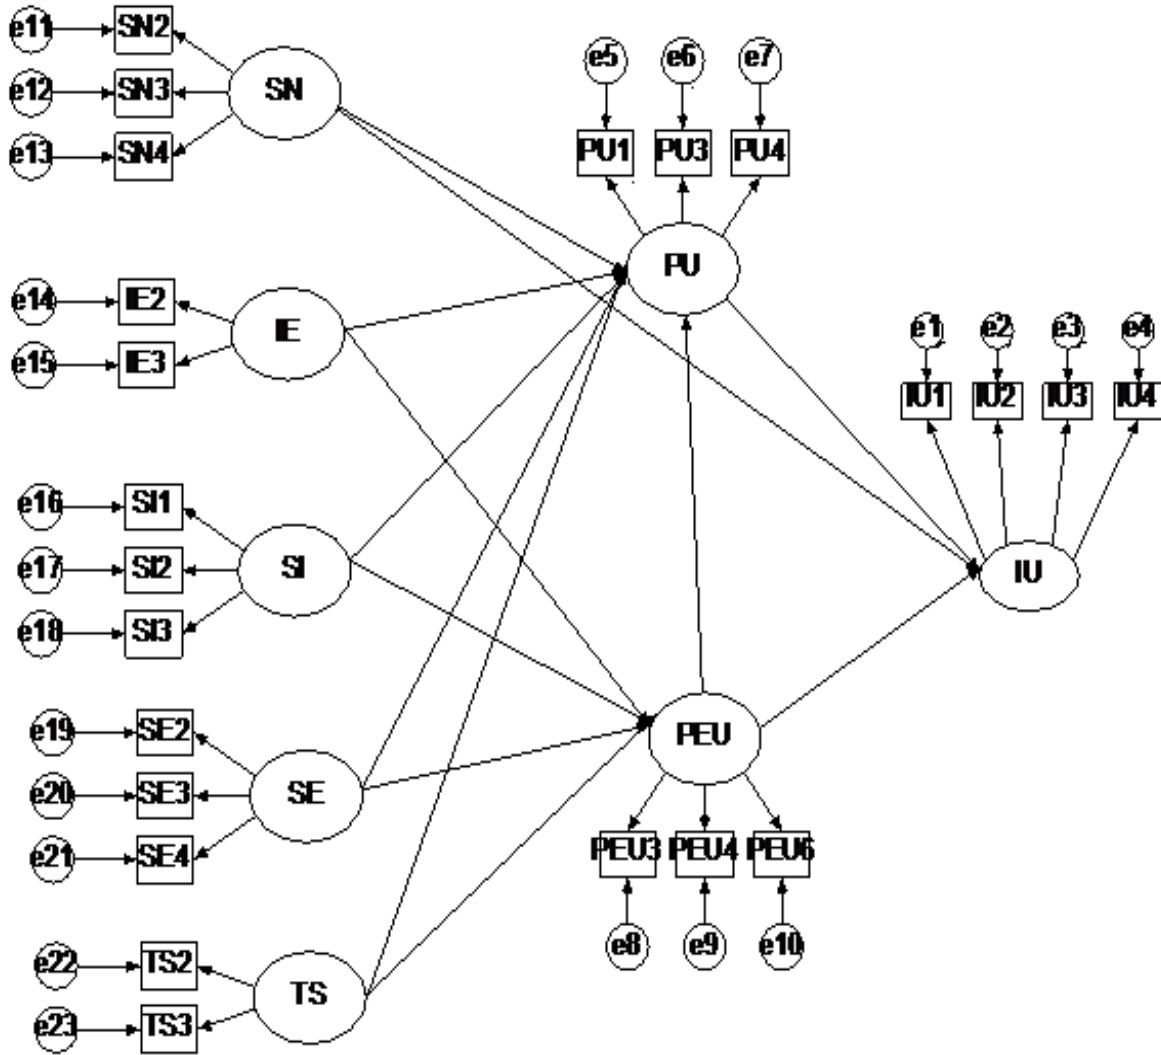 e11 SN2
SN
e12 SN3
e13 SN4
e5 e6 e7
PU1 PU3 PU4
PU
e14 IE2
IE
e15 IE3
e1 e2 e3 e4
IU1 IU2 IU3 IU4
IU
e16 SI1
SI
e17 SI2
e18 SI3
e19 SE2
SE
e20 SE3
e21 SE4
PEU
PEU3 PEU4 PEU6
e8 e9 e10
e22 TS2
TS
e23 TS3